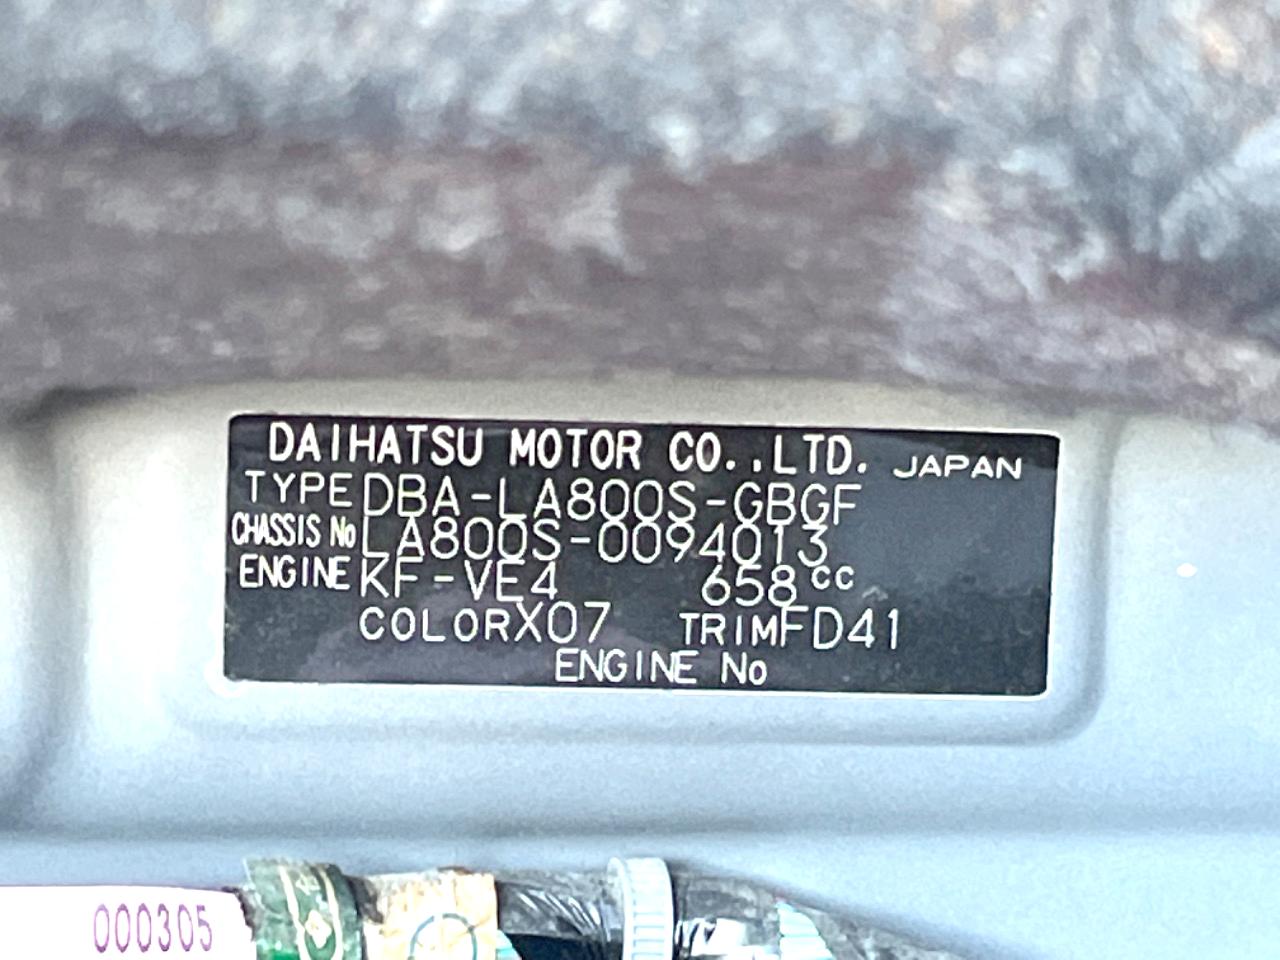 DAIHATSU MOTOR CO.,LTD. JAPAN
TYPE DBA-LA800S-GBGF
CHASSIS No LA800S-0094013
ENGINE KF-VE4 658cc
COLOR X07 TRIM FD41
ENGINE No
000305